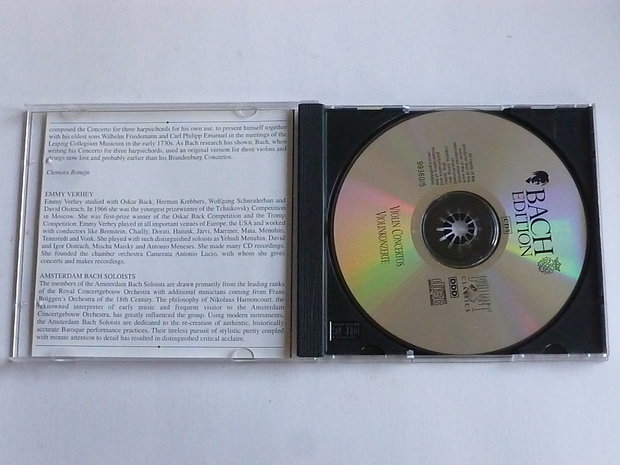 composed the Concerto for three harpsichords for his own use, to present himself together
with his eldest sons Wilhelm Friedemann and Carl Philipp Emanuel in the meetings of the
Leipzig Collegium Musicum in the early 1730s. As Bach research has shown, Bach, when
writing his Concerto for three harpsichords, used an original version for three violins and
strings now lost and probably earlier than his Brandenburg Concertos.
Clemens Romijn
EMMY VERHEY
Emmy Verhey studied with Oskar Back, Herman Krebbers, Wolfgang Schneiderhan and
David Oistrach. In 1966 she was the youngest prizewinner of the Tchaikovsky Competition
in Moscow. She was first-prize winner of the Oskar Back Competition and the Tromp
Competition. Emmy Verhey played in all important venues of Europe, the USA and worked
with conductors like Bernstein, Chailly, Dorati, Haitink, Järvi, Marriner, Mata, Menuhin,
Tennstedt and Vonk. She played with such distinguished soloists as Yehudi Menuhin, David
and Igor Oistrach, Mischa Maisky and Antonio Meneses. She made many CD recordings.
She founded the chamber orchestra Camerata Antonio Lucio, with whom she gives
concerts and makes recordings.
AMSTERDAM BACH SOLOISTS
The members of the Amsterdam Bach Soloists are drawn primarily from the leading ranks
of the Royal Concertgebouw Orchestra with additional musicians coming from Frans
Brüggen's Orchestra of the 18th Century. The philosophy of Nikolaus Harnoncourt, the
renowned interpreter of early music and frequent visitor to the Amsterdam
Concertgebouw Orchestra, has greatly influenced the group. Using modern instruments,
the Amsterdam Bach Soloists are dedicated to the re-creation of authentic, historically
accurate Baroque performance practices. Their tireless pursuit of stylistic purity coupled
with minute attention to detail has resulted in distinguished critical acclaim.
BACH
EDITION
99360/5
VIOLIN CONCERTOS
VIOLINKONZERTE
DDD
CLASSICS